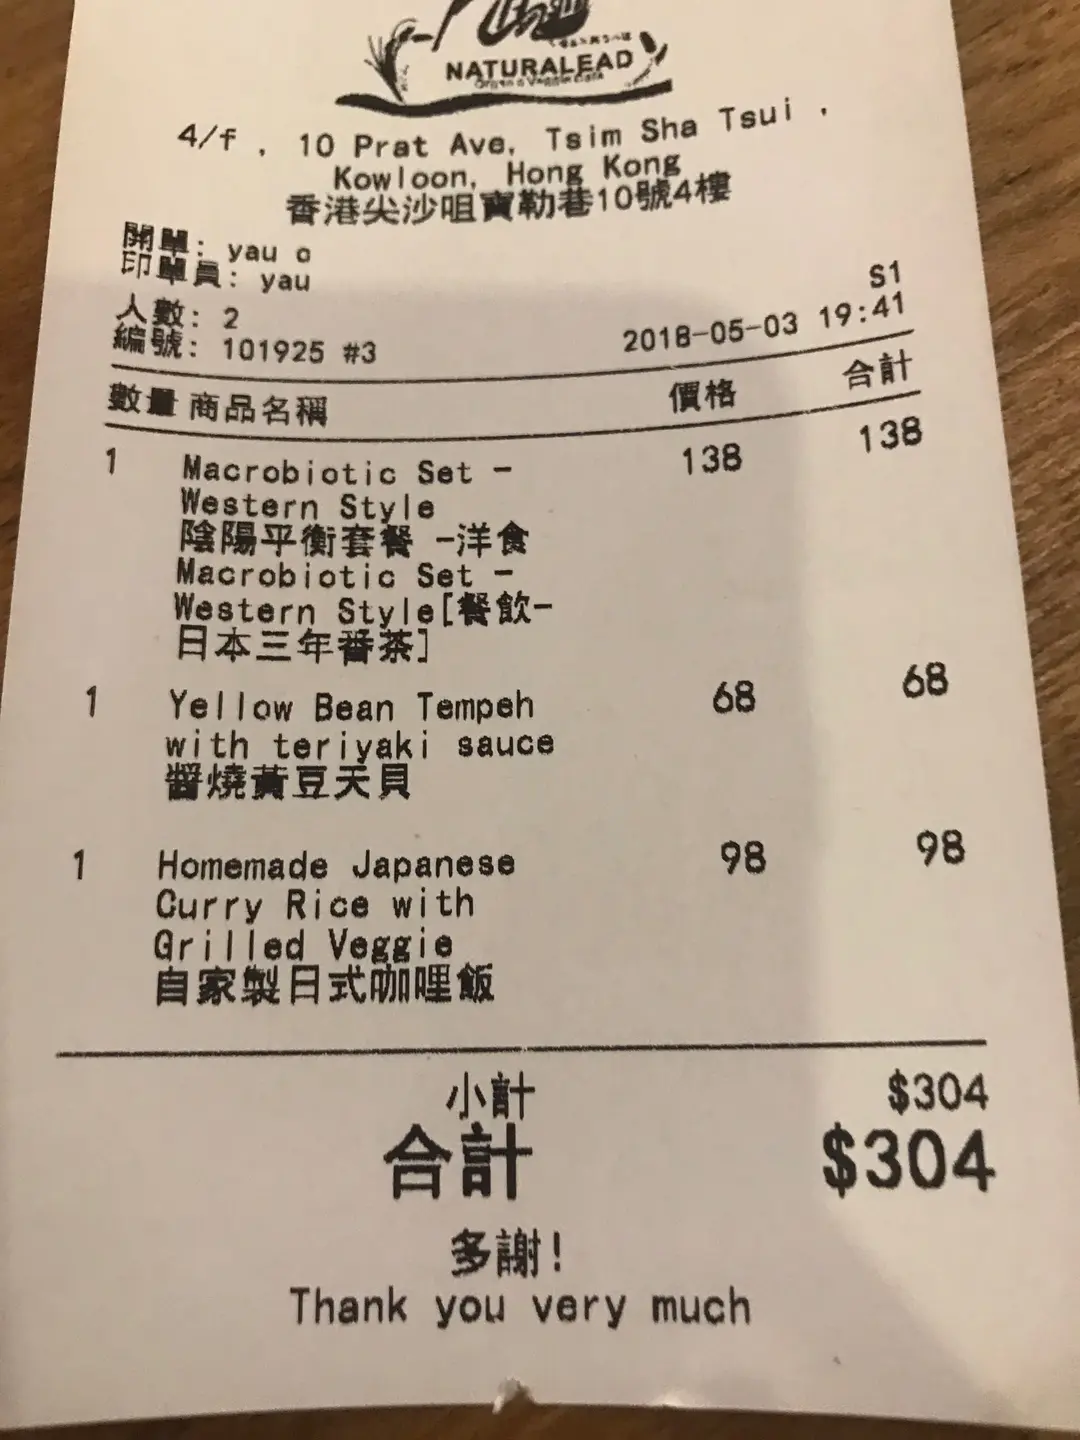 NATURALEAD
4/f , 10 Prat Ave, Tsim Sha Tsui ,
Kowloon, Hong Kong
香港尖沙咀寶勒巷10號4樓
開單: yau o
印單員: yau
S1
人數: 2
編號: 101925 #3 2018-05-03 19:41
數量 商品名稱 價格 合計
1 Macrobiotic Set - 138 138
Western Style
陰陽平衡套餐 -洋食
Macrobiotic Set -
Western Style[餐飲-
日本三年番茶]
1 Yellow Bean Tempeh 68 68
with teriyaki sauce
醬燒黃豆天貝
1 Homemade Japanese 98 98
Curry Rice with
Grilled Veggie
自家製日式咖哩飯
小計 $304
合計 $304
多謝!
Thank you very much